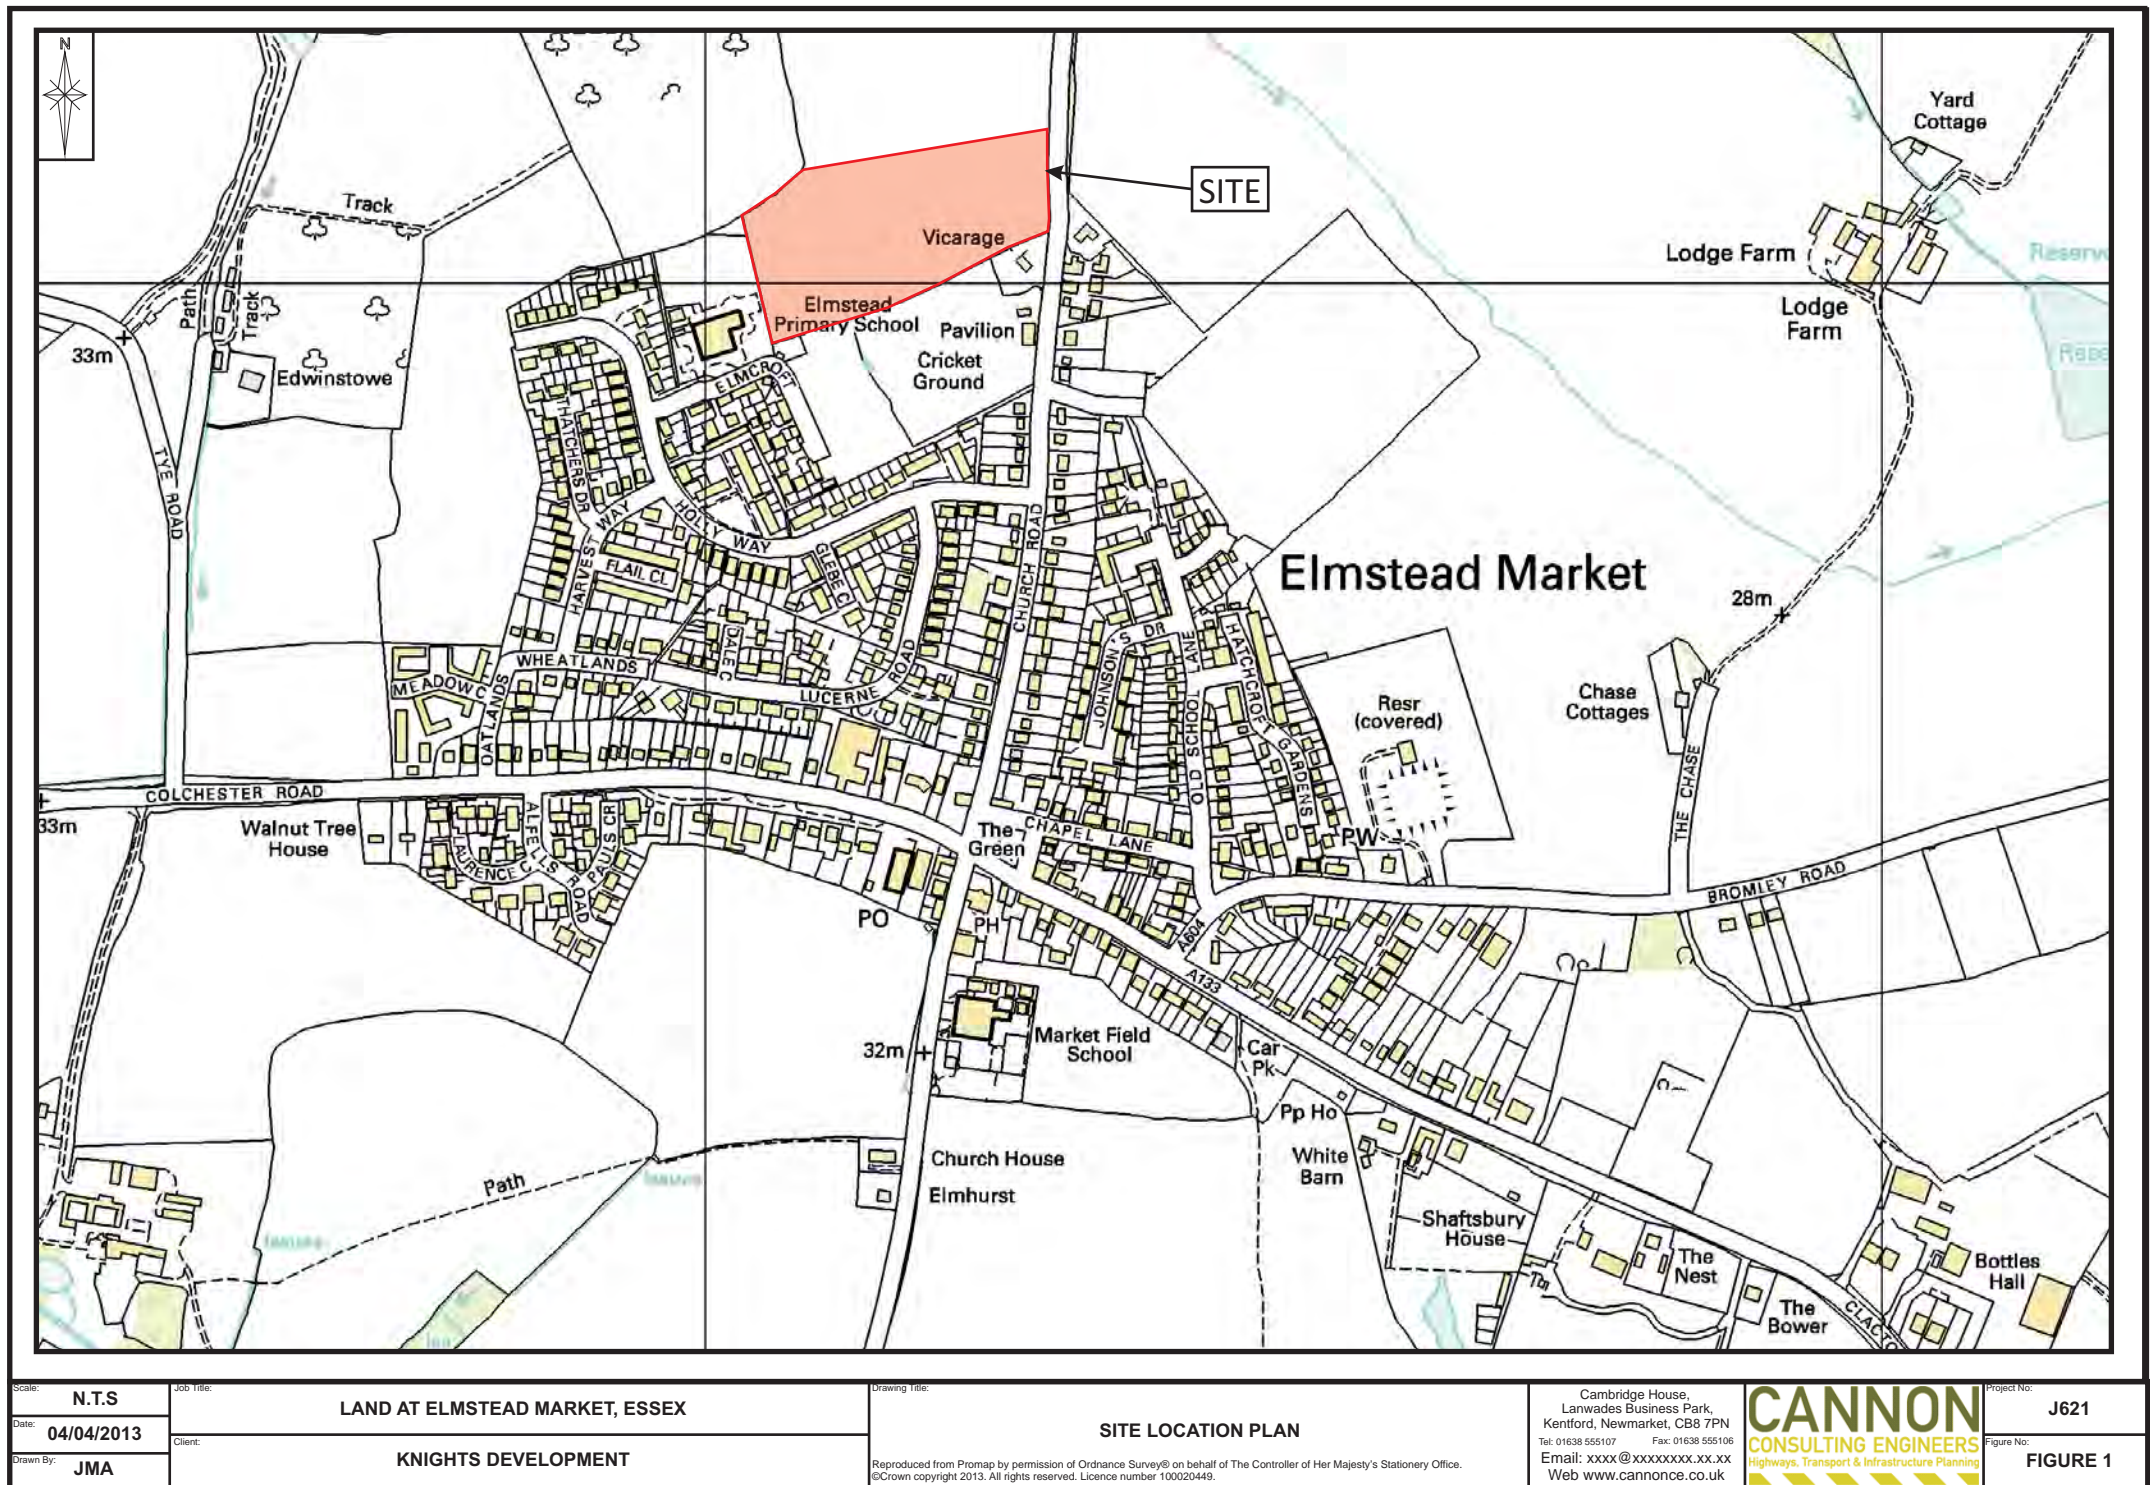 N
Yard
Cottage
SITE
Track
Vicarage
Lodge Farm
Lodge
Farm
Path
Track
Elmstead
Primary School
Pavilion
Cricket
Ground
33m
Edwinstowe
ELMCROFT
THATCHERS DR
TYE ROAD
HARVEST WAY
HOLLY WAY
FLAIL CL
GLEBE CL
CHURCH ROAD
Elmstead Market
28m
JOHNSON'S DR
HATCHCROFT GARDENS
OLD SCHOOL LANE
DALE C
WHEATLANDS
MEADOW C
OATLANDS
LUCERNE ROAD
Resr
(covered)
Chase
Cottages
THE CHASE
COLCHESTER ROAD
33m
Walnut Tree
House
ALFELLS ROAD
PAULS CR
LAURENCE C
The
Green
CHAPEL LANE
PW
BROMLEY ROAD
PO
PH
A604
A133
Market Field
School
32m
Car
Pk
Pp Ho
White
Barn
Church House
Elmhurst
Path
Issues
Issues
Shaftsbury
House
The
Nest
The
Bower
Bottles
Hall
CLACTO
Scale:
N.T.S
Date:
04/04/2013
Drawn By:
JMA
Job Title:
LAND AT ELMSTEAD MARKET, ESSEX
Client:
KNIGHTS DEVELOPMENT
Drawing Title:
SITE LOCATION PLAN
Reproduced from Promap by permission of Ordnance Survey® on behalf of The Controller of Her Majesty's Stationery Office.
©Crown copyright 2013. All rights reserved. Licence number 100020449.
Cambridge House,
Lanwades Business Park,
Kentford, Newmarket, CB8 7PN
Tel: 01638 555107 Fax: 01638 555106
Email: xxxx@xxxxxxxx.xx.xx
Web www.cannonce.co.uk
CANNON
CONSULTING ENGINEERS
Highways, Transport & Infrastructure Planning
Project No:
J621
Figure No:
FIGURE 1